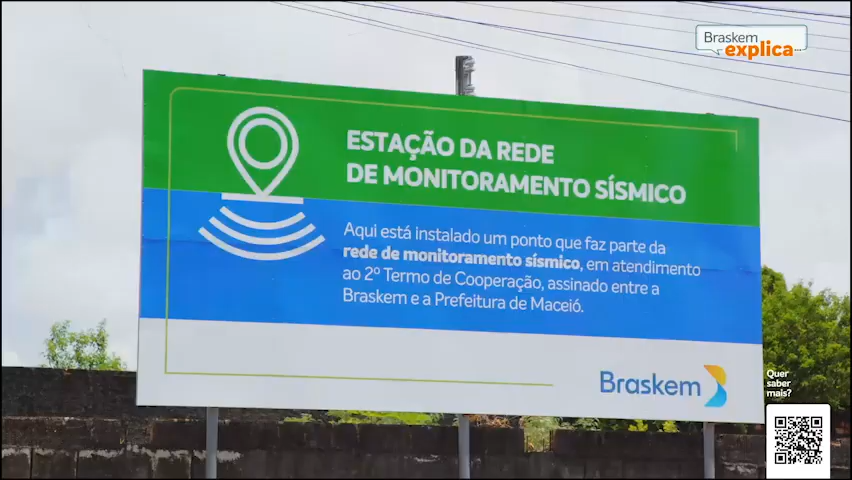 Braskem
explica...
ESTAÇÃO DA REDE
DE MONITORAMENTO SÍSMICO
Aqui está instalado um ponto que faz parte da
rede de monitoramento sísmico, em atendimento
ao 2º Termo de Cooperação, assinado entre a
Braskem e a Prefeitura de Maceió.
Braskem
Quer
saber
mais?